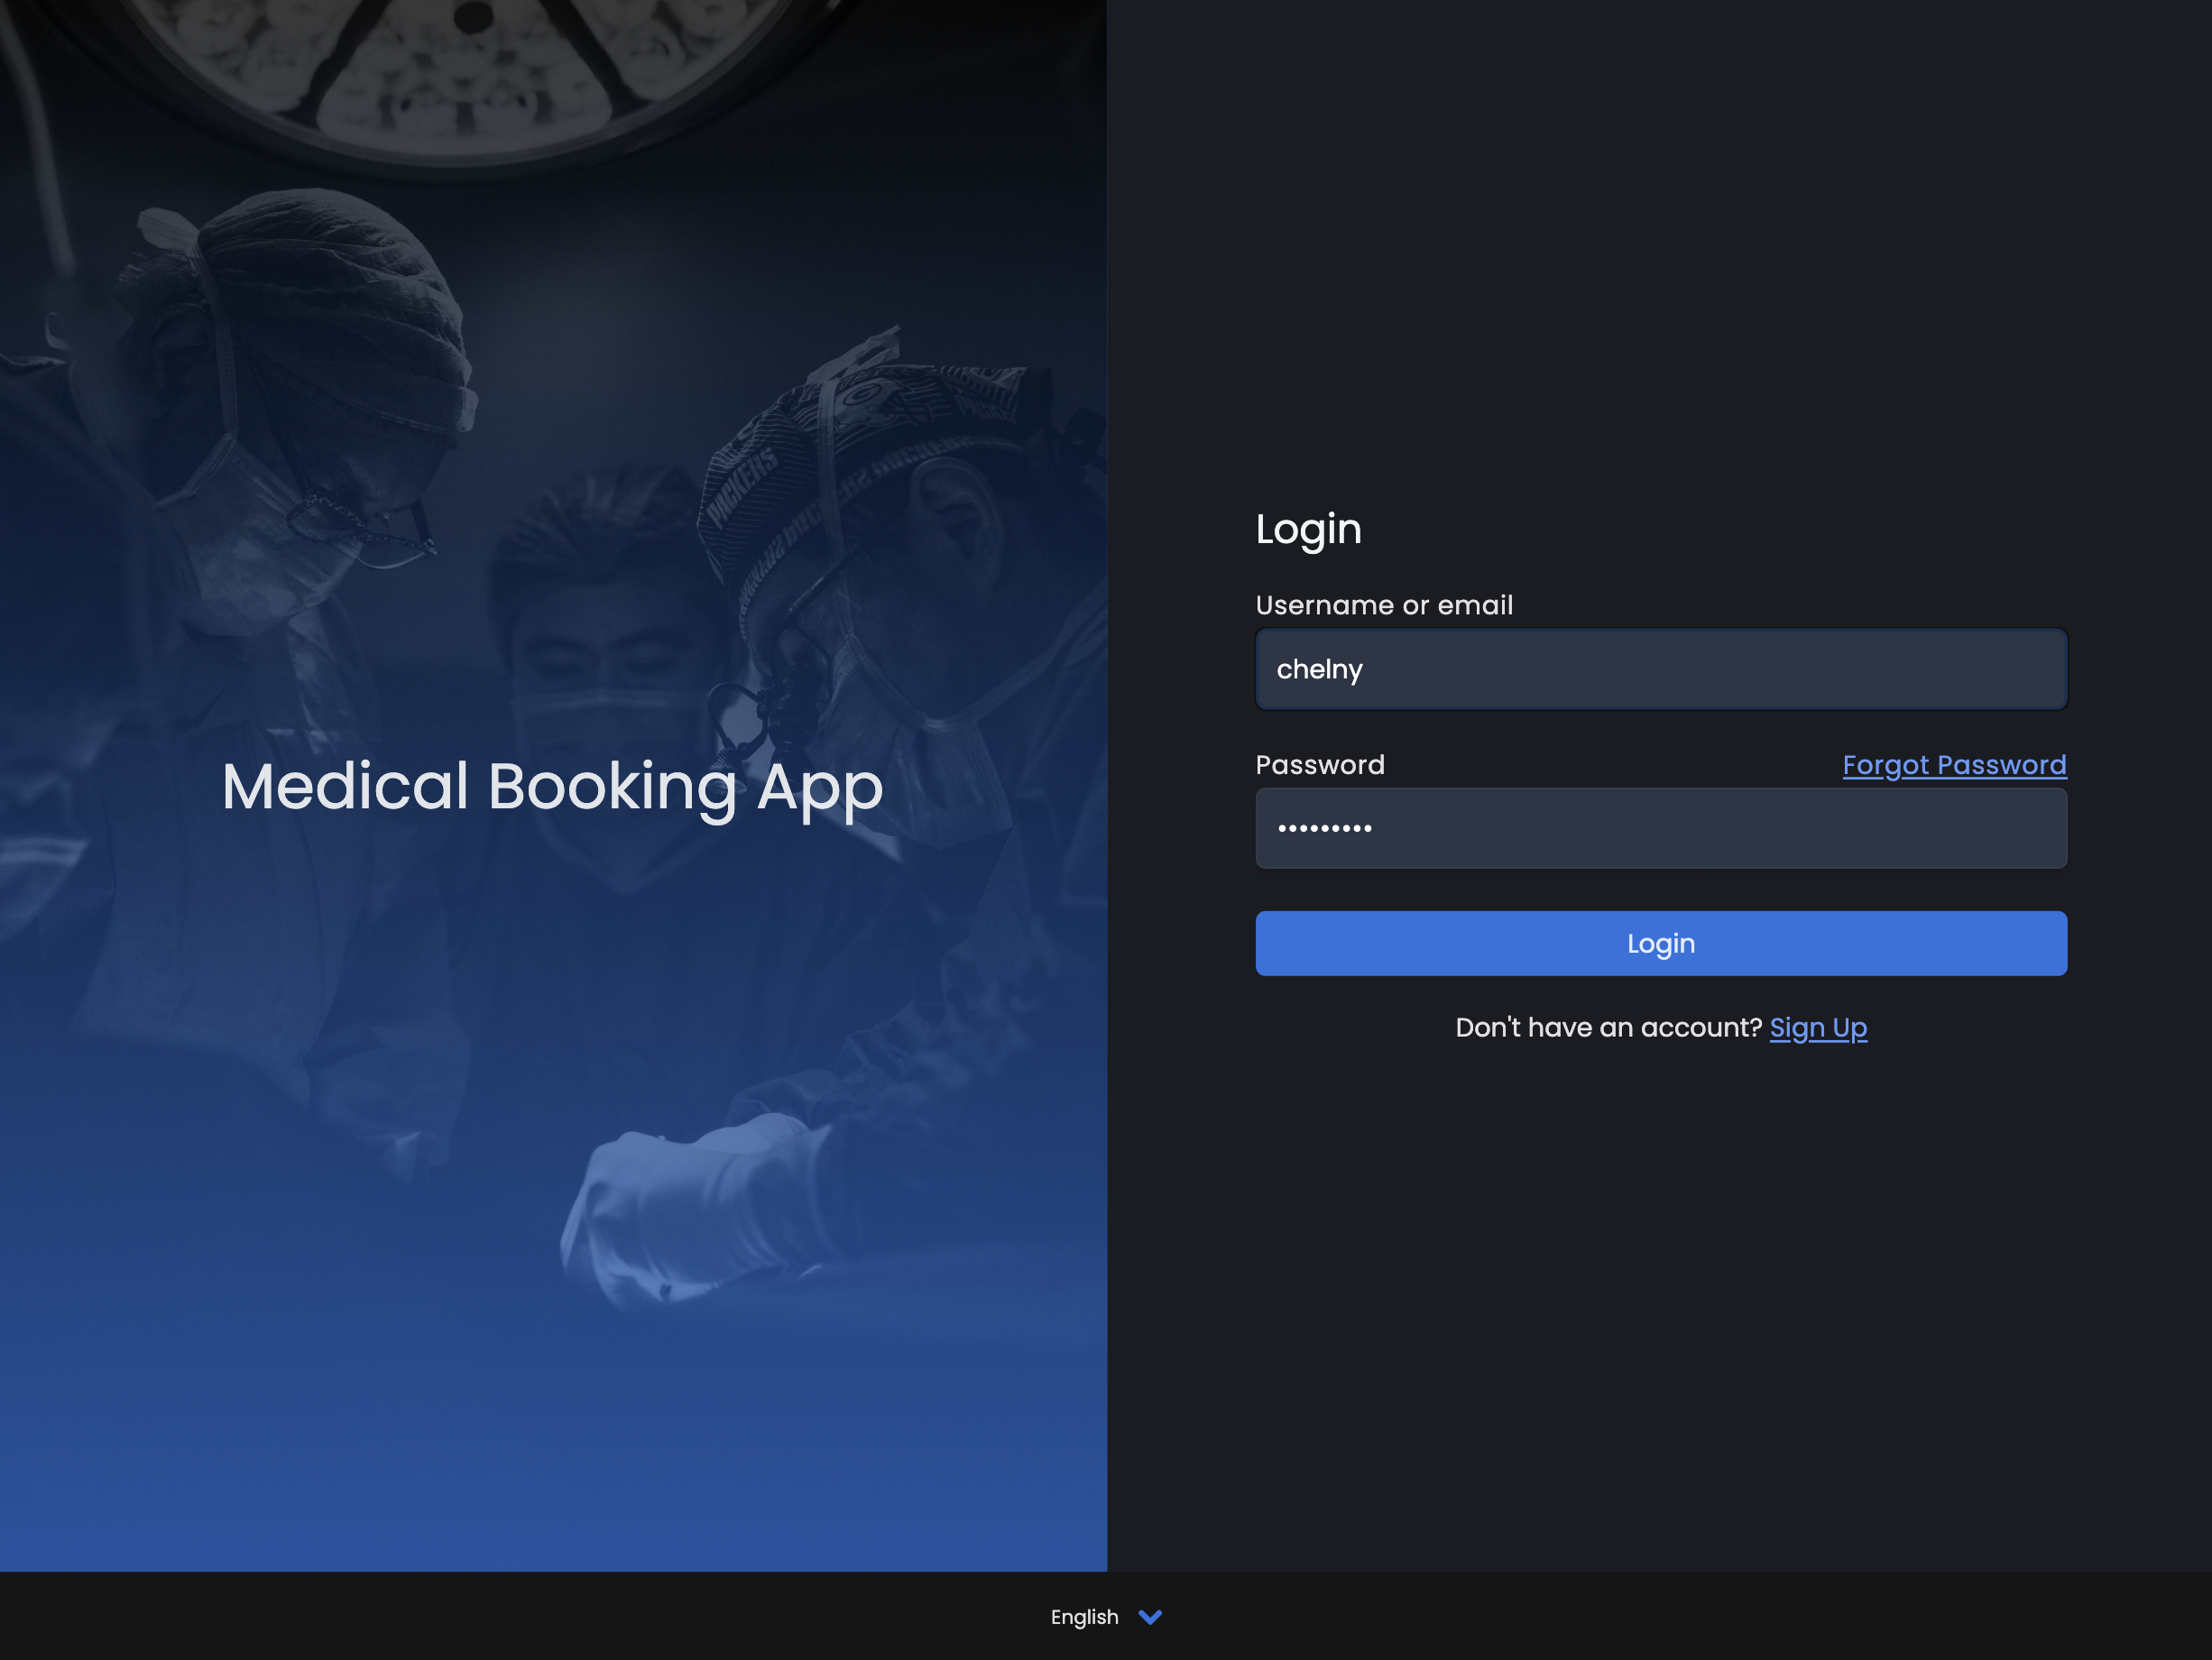 PACKERS
Medical Booking App
Login
Username or email
chelny
Password Forgot Password
•••••••••
Login
Don't have an account? Sign Up
English